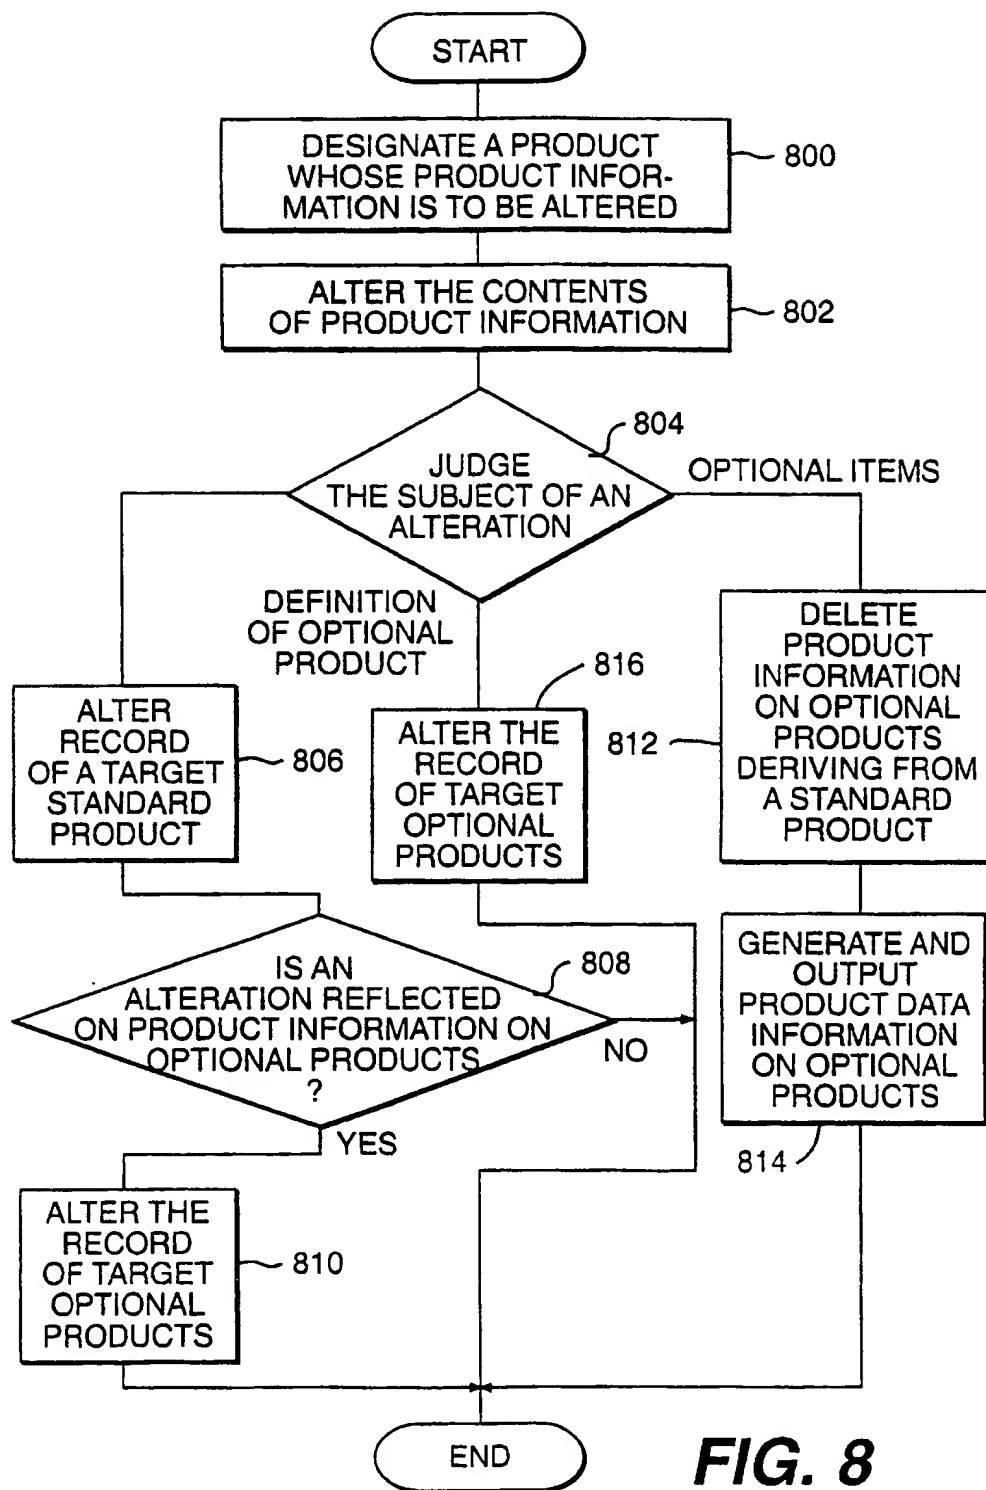 START
DESIGNATE A PRODUCT
WHOSE PRODUCT INFOR-
MATION IS TO BE ALTERED
800
ALTER THE CONTENTS
OF PRODUCT INFORMATION
802
804
JUDGE
THE SUBJECT OF AN
ALTERATION
OPTIONAL ITEMS
DEFINITION
OF OPTIONAL
PRODUCT
ALTER
RECORD
OF A TARGET
STANDARD
PRODUCT
806
816
ALTER THE
RECORD
OF TARGET
OPTIONAL
PRODUCTS
812
DELETE
PRODUCT
INFORMATION
ON OPTIONAL
PRODUCTS
DERIVING FROM
A STANDARD
PRODUCT
IS AN
ALTERATION REFLECTED
ON PRODUCT INFORMATION ON
OPTIONAL PRODUCTS
?
808
NO
YES
GENERATE AND
OUTPUT
PRODUCT DATA
INFORMATION
ON OPTIONAL
PRODUCTS
814
ALTER THE
RECORD
OF TARGET
OPTIONAL
PRODUCTS
810
END
FIG. 8